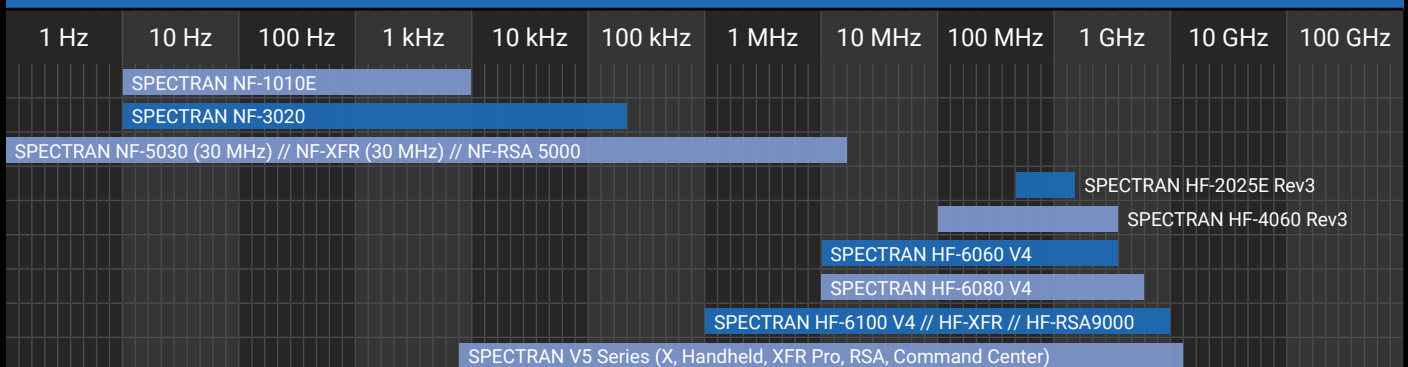 1 Hz 10 Hz 100 Hz 1 kHz 10 kHz 100 kHz 1 MHz 10 MHz 100 MHz 1 GHz 10 GHz 100 GHz
SPECTRAN NF-1010E
SPECTRAN NF-3020
SPECTRAN NF-5030 (30 MHz) // NF-XFR (30 MHz) // NF-RSA 5000
SPECTRAN HF-2025E Rev3
SPECTRAN HF-4060 Rev3
SPECTRAN HF-6060 V4
SPECTRAN HF-6080 V4
SPECTRAN HF-6100 V4 // HF-XFR // HF-RSA9000
SPECTRAN V5 Series (X, Handheld, XFR Pro, RSA, Command Center)